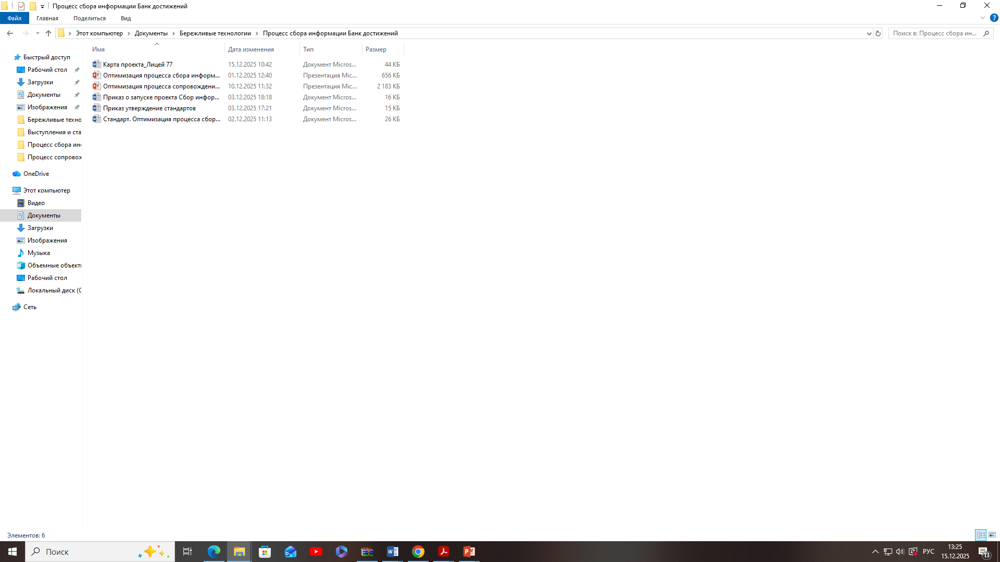 Процесс сбора информации Банк достижений
Файл Главная Поделиться Вид
Этот компьютер Документы Бережливые технологии Процесс сбора информации Банк достижений Поиск в: Процесс сбора ин...
Имя Дата изменения Тип Размер
Карта проекта_Лицей 77 15.12.2025 10:42 Документ Micros... 44 КБ
Оптимизация процесса сбора информ... 01.12.2025 12:40 Презентация Mic... 656 КБ
Оптимизация процесса сопровождени... 10.12.2025 11:32 Презентация Mic... 2 183 КБ
Приказ о запуске проекта Сбор инфор... 03.12.2025 18:18 Документ Micros... 16 КБ
Приказ утверждение стандартов 03.12.2025 17:21 Документ Micros... 15 КБ
Стандарт. Оптимизация процесса сбор... 02.12.2025 11:13 Документ Micros... 26 КБ
Быстрый доступ
Рабочий стол
Загрузки
Документы
Изображения
Бережливые техно
Выступления и ста
Процесс сбора ин
Процесс сопровож
OneDrive
Этот компьютер
Видео
Документы
Загрузки
Изображения
Музыка
Объемные объект
Рабочий стол
Локальный диск (С
Сеть
Элементов: 6
Поиск
РУС
13:25
15.12.2025
13